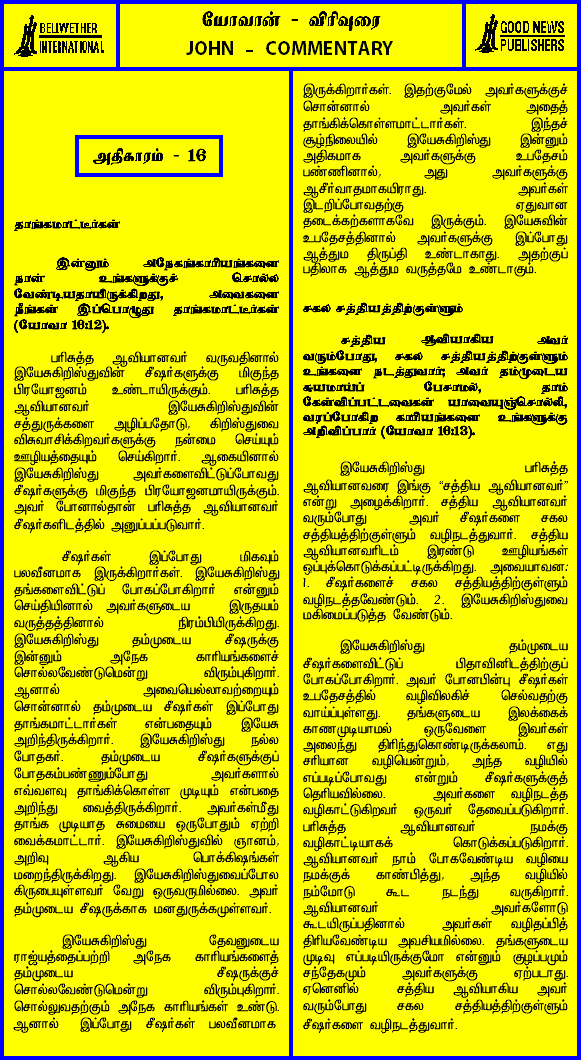 BELWETHER
INTERNATIONAL
யோவான் - விரிவுரை
JOHN - COMMENTARY
GOOD NEWS
PUBLISHERS
அதிகாரம் - 16
தாங்கமாட்டீர்கள்
இன்னும் அநேகங்காரியங்களை
நான் உங்களுக்குச் சொல்ல
வேண்டியதாயிருக்கிறது, அவைகளை
நீங்கள் இப்பொழுது தாங்கமாட்டீர்கள்
(யோவா 16:12).
பரிசுத்த ஆவியானவர் வருவதினால்
இயேசுகிறிஸ்துவின் சீஷர்களுக்கு மிகுந்த
பிரயோஜனம் உண்டாயிருக்கும். பரிசுத்த
ஆவியானவர் இயேசுகிறிஸ்துவின்
சத்துருக்களை அழிப்பதோடு, கிறிஸ்துவை
விசுவாசிக்கிறவர்களுக்கு நன்மை செய்யும்
ஊழியத்தையும் செய்கிறார். ஆகையினால்
இயேசுகிறிஸ்து அவர்களைவிட்டுப்போவது
சீஷர்களுக்கு மிகுந்த பிரயோஜனமாயிருக்கும்.
அவர் போனால்தான் பரிசுத்த ஆவியானவர்
சீஷர்களிடத்தில் அனுப்பப்படுவார்.
சீஷர்கள் இப்போது மிகவும்
பலவீனமாக இருக்கிறார்கள். இயேசுகிறிஸ்து
தங்களைவிட்டுப் போகப்போகிறார் என்னும்
செய்தியினால் அவர்களுடைய இருதயம்
வருத்தத்தினால் நிரம்பியிருக்கிறது.
இயேசுகிறிஸ்து தம்முடைய சீஷருக்கு
இன்னும் அநேக காரியங்களைச்
சொல்லவேண்டுமென்று விரும்புகிறார்.
ஆனால் அவையெல்லாவற்றையும்
சொன்னால் தம்முடைய சீஷர்கள் இப்போது
தாங்கமாட்டார்கள் என்பதையும் இயேசு
அறிந்திருக்கிறார். இயேசுகிறிஸ்து நல்ல
போதகர். தம்முடைய சீஷர்களுக்குப்
போதகம்பண்ணும்போது அவர்களால்
எவ்வளவு தாங்கிக்கொள்ள முடியும் என்பதை
அறிந்து வைத்திருக்கிறார். அவர்கள்மீது
தாங்க முடியாத சுமையை ஒருபோதும் ஏற்றி
வைக்கமாட்டார். இயேசுகிறிஸ்துவில் ஞானம்,
அறிவு ஆகிய பொக்கிஷங்கள்
மறைந்திருக்கிறது. இயேசுகிறிஸ்துவைப்போல
கிருபையுள்ளவர் வேறு ஒருவருமில்லை. அவர்
தம்முடைய சீஷருக்காக மனதுருக்கமுள்ளவர்.
இயேசுகிறிஸ்து தேவனுடைய
ராஜ்யத்தைப்பற்றி அநேக காரியங்களைத்
தம்முடைய சீஷருக்குச்
சொல்லவேண்டுமென்று விரும்புகிறார்.
சொல்லுவதற்கும் அநேக காரியங்கள் உண்டு.
ஆனால் இப்போது சீஷர்கள் பலவீனமாக
இருக்கிறார்கள். இதற்குமேல் அவர்களுக்குச்
சொன்னால் அவர்கள் அதைத்
தாங்கிக்கொள்ளமாட்டார்கள். இந்தச்
சூழ்நிலையில் இயேசுகிறிஸ்து இன்னும்
அதிகமாக அவர்களுக்கு உபதேசம்
பண்ணினால், அது அவர்களுக்கு
ஆசீர்வாதமாகயிராது. அவர்கள்
இடறிப்போவதற்கு ஏதுவான
தடைக்கற்களாகவே இருக்கும். இயேசுவின்
உபதேசத்தினால் அவர்களுக்கு இப்போது
ஆத்தும திருப்தி உண்டாகாது. அதற்குப்
பதிலாக ஆத்தும வருத்தமே உண்டாகும்.
சகல சத்தியத்திற்குள்ளும்
சத்திய ஆவியாகிய அவர்
வரும்போது, சகல சத்தியத்திற்குள்ளும்
உங்களை நடத்துவார்; அவர் தம்முடைய
சுயமாய்ப் பேசாமல், தாம்
கேள்விப்பட்டவைகள் யாவையுஞ்சொல்லி,
வரப்போகிற காரியங்களை உங்களுக்கு
அறிவிப்பார் (யோவா 16:13).
இயேசுகிறிஸ்து பரிசுத்த
ஆவியானவரை இங்கு “சத்திய ஆவியானவர்”
என்று அழைக்கிறார். சத்திய ஆவியானவர்
வரும்போது அவர் சீஷர்களை சகல
சத்தியத்திற்குள்ளும் வழிநடத்துவார். சத்திய
ஆவியானவரிடம் இரண்டு ஊழியங்கள்
ஒப்புக்கொடுக்கப்பட்டிருக்கிறது. அவையாவன:
1. சீஷர்களைச் சகல சத்தியத்திற்குள்ளும்
வழிநடத்தவேண்டும். 2. இயேசுகிறிஸ்துவை
மகிமைப்படுத்த வேண்டும்.
இயேசுகிறிஸ்து தம்முடைய
சீஷர்களைவிட்டுப் பிதாவினிடத்திற்குப்
போகப்போகிறார். அவர் போனபின்பு சீஷர்கள்
உபதேசத்தில் வழிவிலகிச் செல்வதற்கு
வாய்ப்புள்ளது. தங்களுடைய இலக்கைக்
காணமுடியாமல் ஒருவேளை இவர்கள்
அலைந்து திரிந்துகொண்டிருக்கலாம். எது
சரியான வழியென்றும், அந்த வழியில்
எப்படிப்போவது என்றும் சீஷர்களுக்குத்
தெரியவில்லை. அவர்களை வழிநடத்த
வழிகாட்டுகிறவர் ஒருவர் தேவைப்படுகிறார்.
பரிசுத்த ஆவியானவர் நமக்கு
வழிகாட்டியாகக் கொடுக்கப்படுகிறார்.
ஆவியானவர் நாம் போகவேண்டிய வழியை
நமக்குக் காண்பித்து, அந்த வழியில்
நம்மோடு கூட நடந்து வருகிறார்.
ஆவியானவர் அவர்களோடு
கூடயிருப்பதினால் அவர்கள் வழிதப்பித்
திரியவேண்டிய அவசியமில்லை. தங்களுடைய
முடிவு எப்படியிருக்குமோ என்னும் குழப்பமும்
சந்தேகமும் அவர்களுக்கு ஏற்படாது.
ஏனெனில் சத்திய ஆவியாகிய அவர்
வரும்போது சகல சத்தியத்திற்குள்ளும்
சீஷர்களை வழிநடத்துவார்.